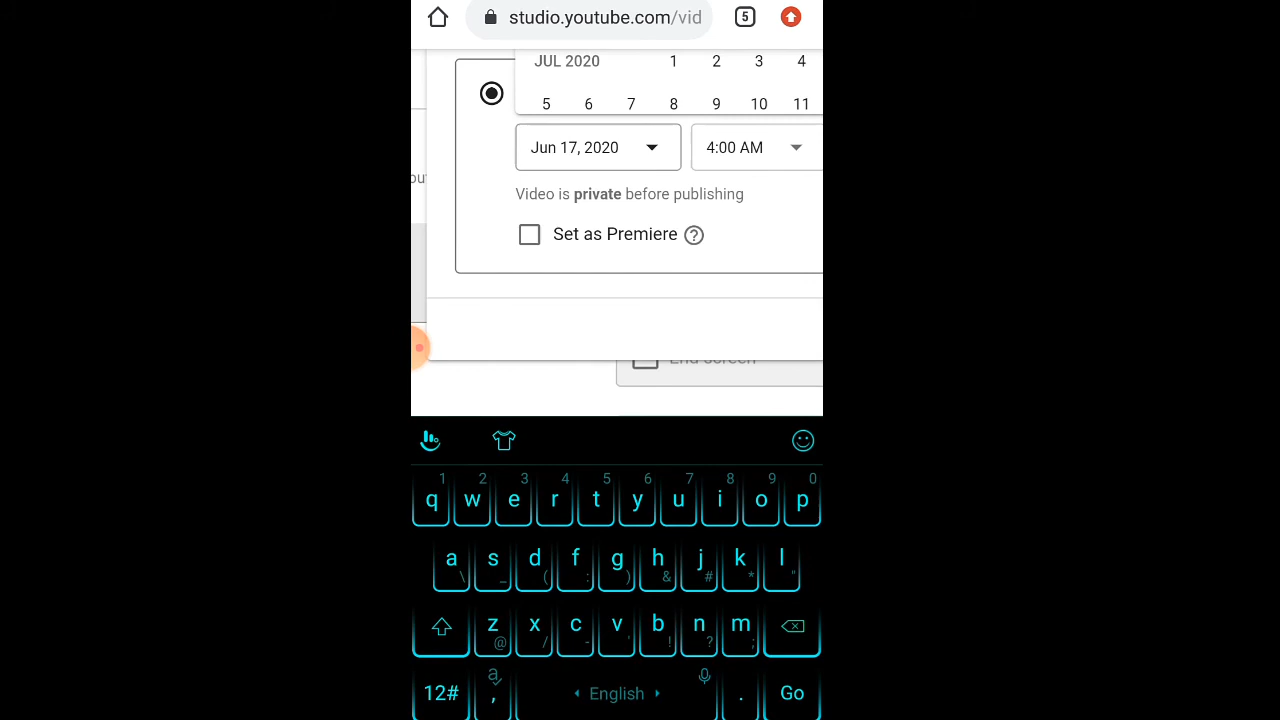 studio.youtube.com/vid 5
JUL 2020 1 2 3 4
5 6 7 8 9 10 11
Jun 17, 2020 4:00 AM
Video is private before publishing
Set as Premiere ?
End screen
1 2 3 4 5 6 7 8 9 0
q w e r t y u i o p
a s d f g h j k l
\ _ ( : ) & # * "
z x c v b n m
@ / - ' ! ? ;
a
12# , English . Go